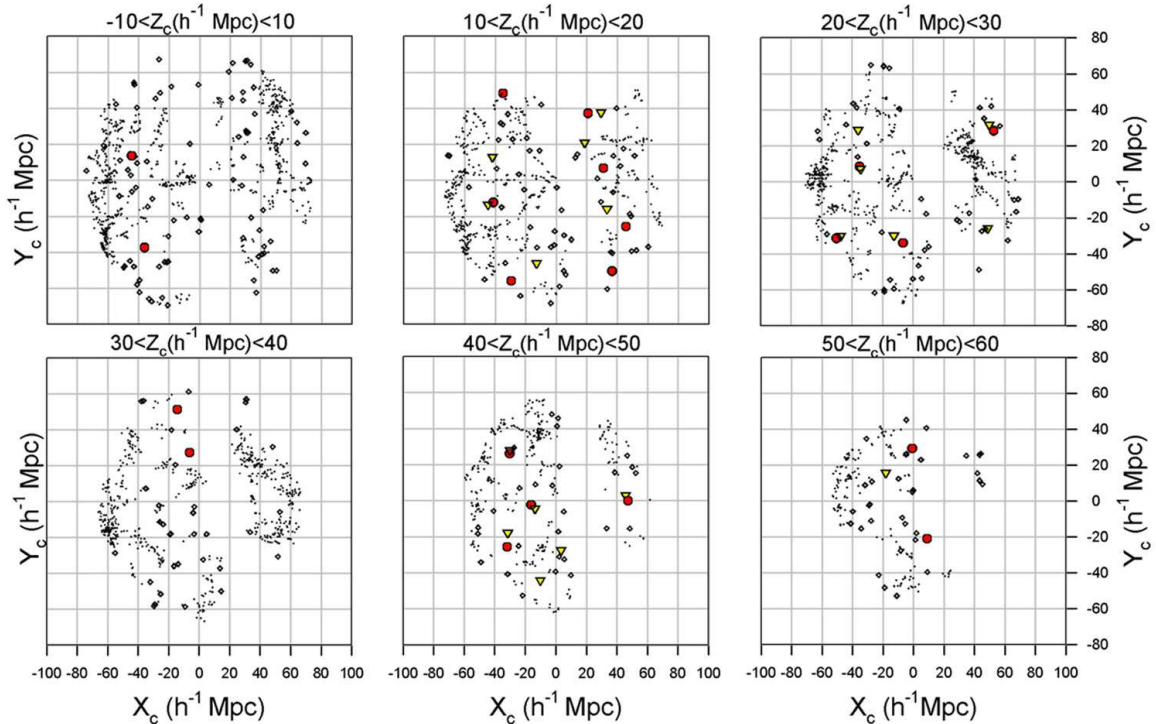 -10<Z_c(h^-1 Mpc)<10
10<Z_c(h^-1 Mpc)<20
20<Z_c(h^-1 Mpc)<30
Y_c (h^-1 Mpc)
80
60
40
20
0
-20
-40
-60
-80
Y_c (h^-1 Mpc)
30<Z_c(h^-1 Mpc)<40
40<Z_c(h^-1 Mpc)<50
50<Z_c(h^-1 Mpc)<60
Y_c (h^-1 Mpc)
80
60
40
20
0
-20
-40
-60
-80
Y_c (h^-1 Mpc)
-100 -80 -60 -40 -20 0 20 40 60 80 100
-80 -60 -40 -20 0 20 40 60 80 100
-80 -60 -40 -20 0 20 40 60 80 100
X_c (h^-1 Mpc)
X_c (h^-1 Mpc)
X_c (h^-1 Mpc)